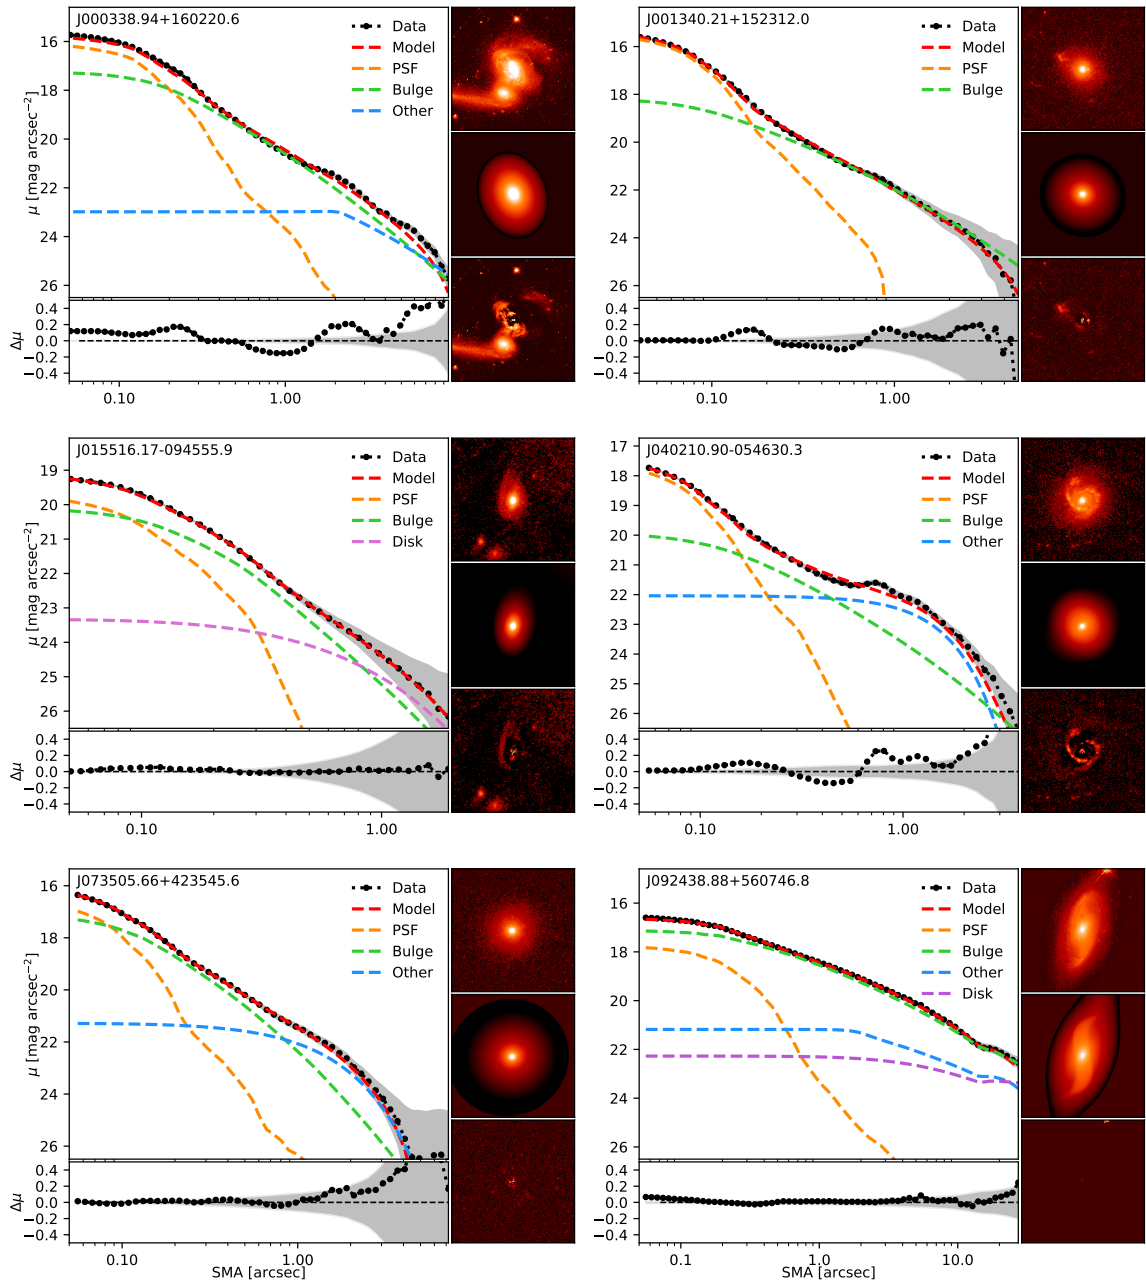 J000338.94+160220.6
Data
Model
PSF
Bulge
Other
16
18
20
22
24
26
μ [mag arcsec⁻²]
0.4
0.2
0.0
−0.2
−0.4
Δμ
0.10
1.00
J001340.21+152312.0
Data
Model
PSF
Bulge
16
18
20
22
24
26
0.4
0.2
0.0
−0.2
−0.4
0.10
1.00
J015516.17-094555.9
Data
Model
PSF
Bulge
Disk
19
20
21
22
23
24
25
26
μ [mag arcsec⁻²]
0.4
0.2
0.0
−0.2
−0.4
Δμ
0.10
1.00
J040210.90-054630.3
Data
Model
PSF
Bulge
Other
17
18
19
20
21
22
23
24
25
26
0.4
0.2
0.0
−0.2
−0.4
0.10
1.00
J073505.66+423545.6
Data
Model
PSF
Bulge
Other
16
18
20
22
24
26
μ [mag arcsec⁻²]
0.4
0.2
0.0
−0.2
−0.4
Δμ
0.10
1.00
SMA [arcsec]
J092438.88+560746.8
Data
Model
PSF
Bulge
Other
Disk
16
18
20
22
24
26
0.4
0.2
0.0
−0.2
−0.4
0.1
1.0
10.0
SMA [arcsec]